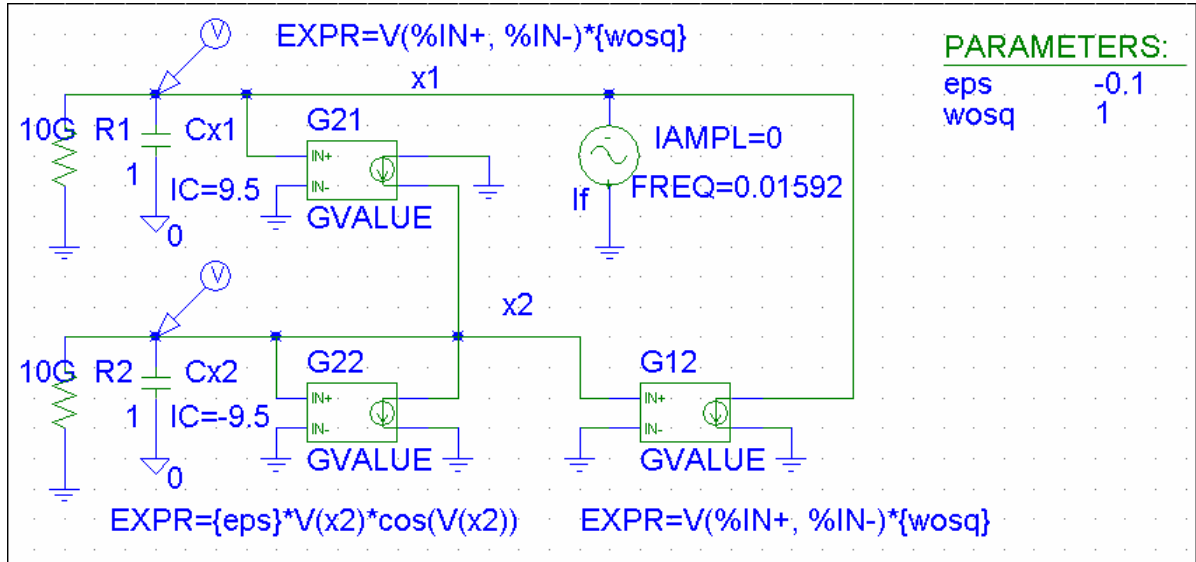 V
EXPR=V(%IN+, %IN-)*{wosq}
PARAMETERS:
eps -0.1
wosq 1
x1
10G R1 Cx1
1
IC=9.5
0
G21
IN+
IN-
GVALUE
IAMPL=0
FREQ=0.01592
If
V
x2
10G R2 Cx2
1
IC=-9.5
0
G22
IN+
IN-
GVALUE
G12
IN+
IN-
GVALUE
EXPR={eps}*V(x2)*cos(V(x2))
EXPR=V(%IN+, %IN-)*{wosq}